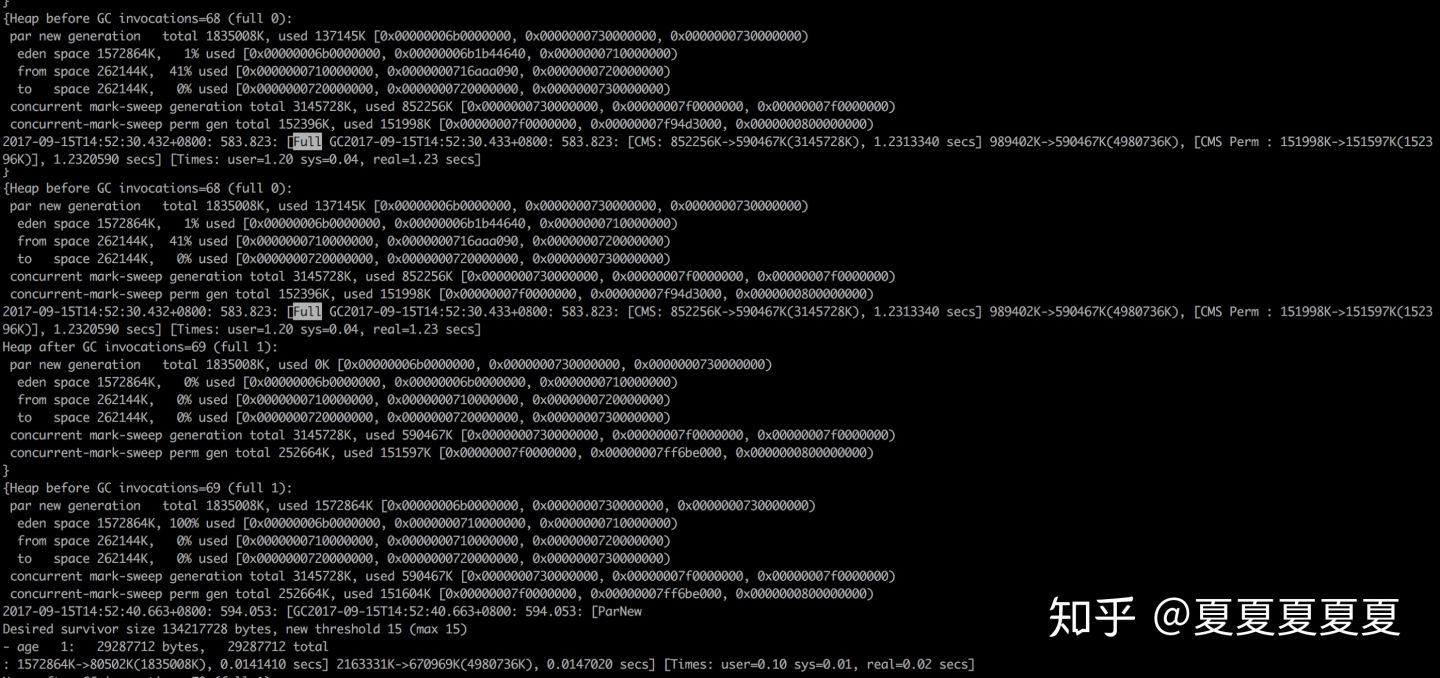 }
{Heap before GC invocations=68 (full 0):
 par new generation   total 1835008K, used 137145K [0x00000006b0000000, 0x0000000730000000, 0x0000000730000000)
  eden space 1572864K,   1% used [0x00000006b0000000, 0x00000006b1b44640, 0x0000000710000000)
  from space 262144K,  41% used [0x0000000710000000, 0x0000000716aaa090, 0x0000000720000000)
  to   space 262144K,   0% used [0x0000000720000000, 0x0000000720000000, 0x0000000730000000)
 concurrent mark-sweep generation total 3145728K, used 852256K [0x0000000730000000, 0x00000007f0000000, 0x00000007f0000000)
 concurrent-mark-sweep perm gen total 152396K, used 151998K [0x00000007f0000000, 0x00000007f94d3000, 0x0000000800000000)
2017-09-15T14:52:30.432+0800: 583.823: [Full GC2017-09-15T14:52:30.433+0800: 583.823: [CMS: 852256K->590467K(3145728K), 1.2313340 secs] 989402K->590467K(4980736K), [CMS Perm : 151998K->151597K(1523
96K)], 1.2320590 secs] [Times: user=1.20 sys=0.04, real=1.23 secs]
}
{Heap before GC invocations=68 (full 0):
 par new generation   total 1835008K, used 137145K [0x00000006b0000000, 0x0000000730000000, 0x0000000730000000)
  eden space 1572864K,   1% used [0x00000006b0000000, 0x00000006b1b44640, 0x0000000710000000)
  from space 262144K,  41% used [0x0000000710000000, 0x0000000716aaa090, 0x0000000720000000)
  to   space 262144K,   0% used [0x0000000720000000, 0x0000000720000000, 0x0000000730000000)
 concurrent mark-sweep generation total 3145728K, used 852256K [0x0000000730000000, 0x00000007f0000000, 0x00000007f0000000)
 concurrent-mark-sweep perm gen total 152396K, used 151998K [0x00000007f0000000, 0x00000007f94d3000, 0x0000000800000000)
2017-09-15T14:52:30.432+0800: 583.823: [Full GC2017-09-15T14:52:30.433+0800: 583.823: [CMS: 852256K->590467K(3145728K), 1.2313340 secs] 989402K->590467K(4980736K), [CMS Perm : 151998K->151597K(1523
96K)], 1.2320590 secs] [Times: user=1.20 sys=0.04, real=1.23 secs]
Heap after GC invocations=69 (full 1):
 par new generation   total 1835008K, used 0K [0x00000006b0000000, 0x0000000730000000, 0x0000000730000000)
  eden space 1572864K,   0% used [0x00000006b0000000, 0x00000006b0000000, 0x0000000710000000)
  from space 262144K,   0% used [0x0000000710000000, 0x0000000710000000, 0x0000000720000000)
  to   space 262144K,   0% used [0x0000000720000000, 0x0000000720000000, 0x0000000730000000)
 concurrent mark-sweep generation total 3145728K, used 590467K [0x0000000730000000, 0x00000007f0000000, 0x00000007f0000000)
 concurrent-mark-sweep perm gen total 252664K, used 151597K [0x00000007f0000000, 0x00000007ff6be000, 0x0000000800000000)
}
{Heap before GC invocations=69 (full 1):
 par new generation   total 1835008K, used 1572864K [0x00000006b0000000, 0x0000000730000000, 0x0000000730000000)
  eden space 1572864K, 100% used [0x00000006b0000000, 0x0000000710000000, 0x0000000710000000)
  from space 262144K,   0% used [0x0000000710000000, 0x0000000710000000, 0x0000000720000000)
  to   space 262144K,   0% used [0x0000000720000000, 0x0000000720000000, 0x0000000730000000)
 concurrent mark-sweep generation total 3145728K, used 590467K [0x0000000730000000, 0x00000007f0000000, 0x00000007f0000000)
 concurrent-mark-sweep perm gen total 252664K, used 151604K [0x00000007f0000000, 0x00000007ff6be000, 0x0000000800000000)
2017-09-15T14:52:40.663+0800: 594.053: [GC2017-09-15T14:52:40.663+0800: 594.053: [ParNew
Desired survivor size 134217728 bytes, new threshold 15 (max 15)
- age   1:   29287712 bytes,   29287712 total
: 1572864K->80502K(1835008K), 0.0141410 secs] 2163331K->670969K(4980736K), 0.0147020 secs] [Times: user=0.10 sys=0.01, real=0.02 secs]
知乎 @夏夏夏夏夏